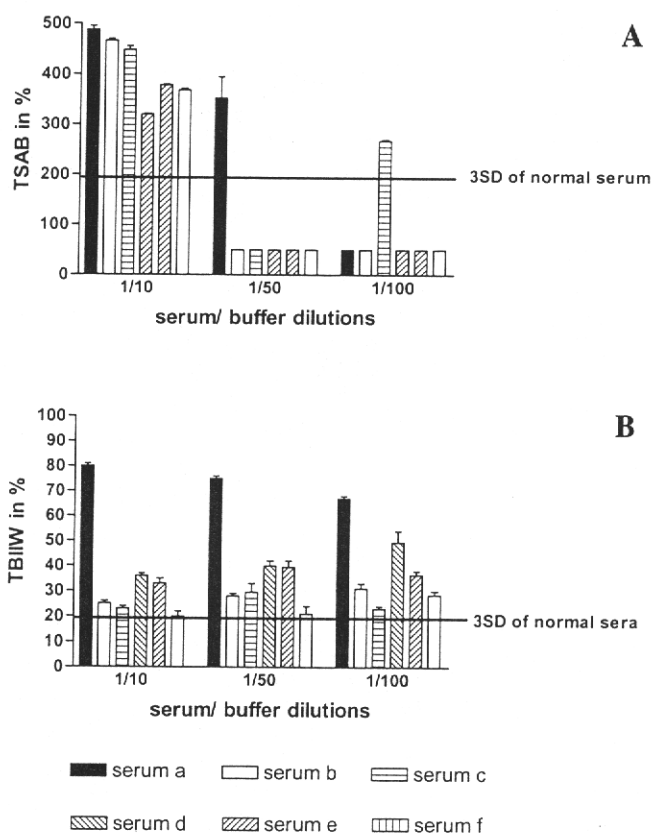 A
500
400
300
200
100
0
TSAB in %
3SD of normal serum
1/10 1/50 1/100
serum/ buffer dilutions
B
100
90
80
70
60
50
40
30
20
10
0
TBIIW in %
3SD of normal sera
1/10 1/50 1/100
serum/ buffer dilutions
serum a serum b serum c
serum d serum e serum f